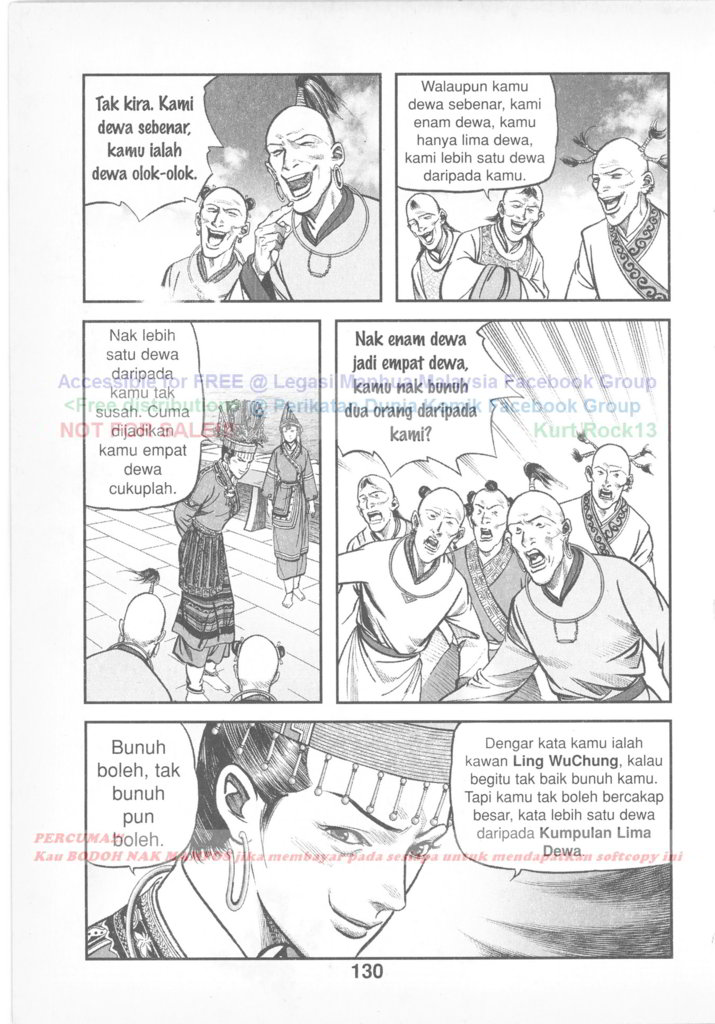 Tak kira. Kami
dewa sebenar,
kamu ialah
dewa olok-olok.
Walaupun kamu
dewa sebenar, kami
enam dewa, kamu
hanya lima dewa,
kami lebih satu dewa
daripada kamu.
Nak lebih
satu dewa
daripada
kamu tak
susah. Cuma
dijadikan
kamu empat
dewa
cukuplah.
Nak enam dewa
jadi empat dewa,
kamu nak bunuh
dua orang daripada
kami?
Accessible for FREE @ Legasi Manhua Malaysia Facebook Group
<Free distribution> @ Perikatan Dunia Komik Facebook Group
NOT FOR SALE!!
Kurt Rock13
Bunuh
boleh, tak
bunuh
pun
boleh.
Dengar kata kamu ialah
kawan Ling WuChung, kalau
begitu tak baik bunuh kamu.
Tapi kamu tak boleh bercakap
besar, kata lebih satu dewa
daripada Kumpulan Lima
Dewa.
PERCUMA!!
Kau BODOH NAK MAMPOS jika membayar pada sesiapa untuk mendapatkan softcopy ini
130